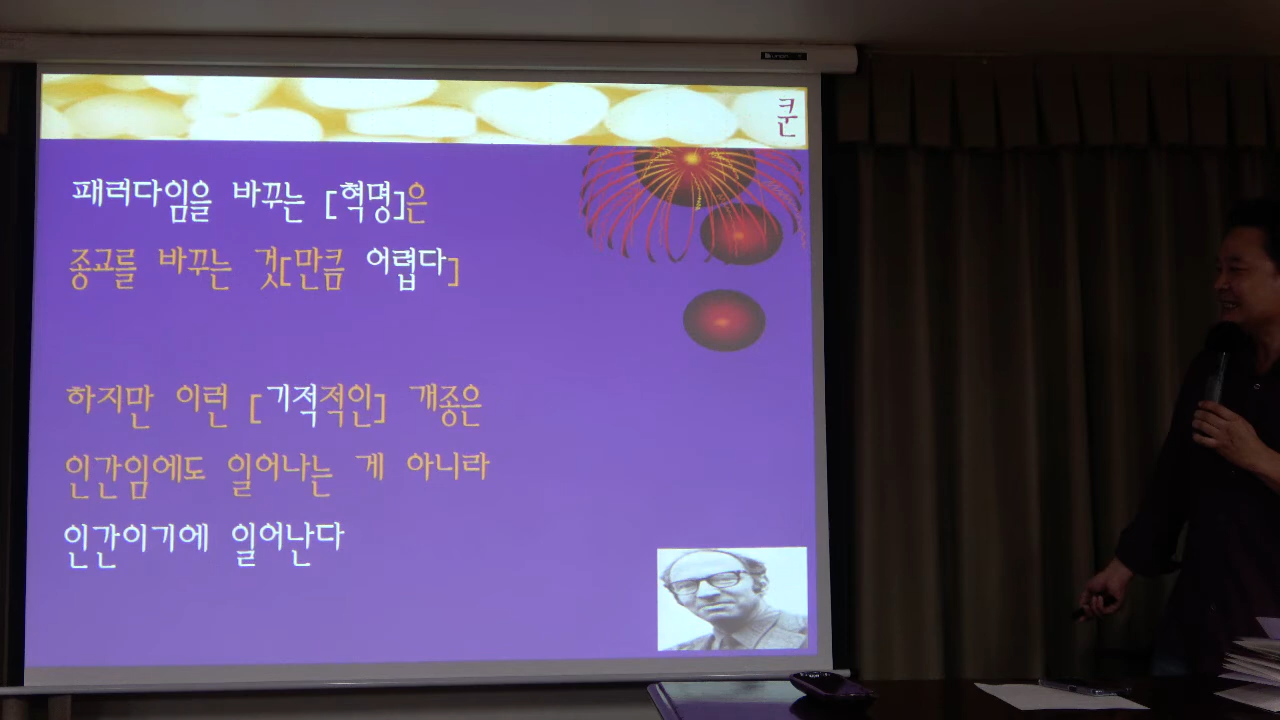 쿤
패러다임을 바꾸는 [혁명]은
종교를 바꾸는 것[만큼 어렵다]
하지만 이런 [기적적인] 개종은
인간임에도 일어나는 게 아니라
인간이기에 일어난다